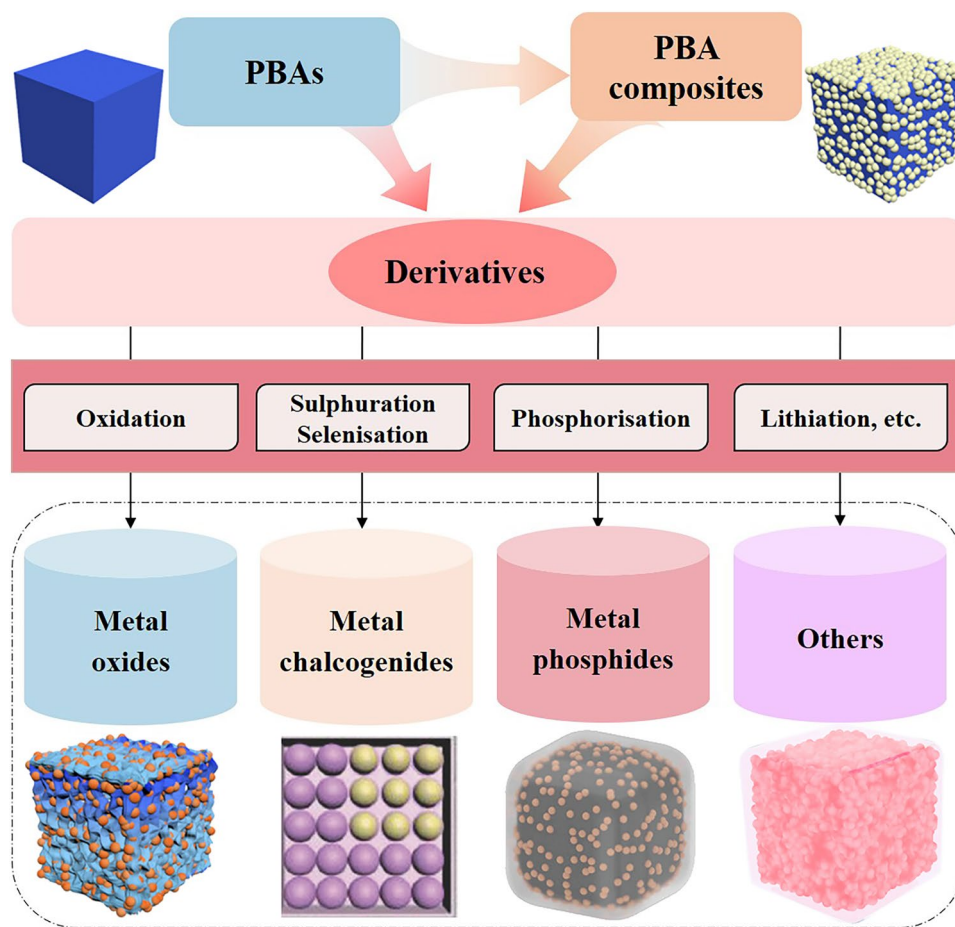 PBAs
PBA
composites
Derivatives
Oxidation
Sulphuration
Selenisation
Phosphorisation
Lithiation, etc.
Metal
oxides
Metal
chalcogenides
Metal
phosphides
Others